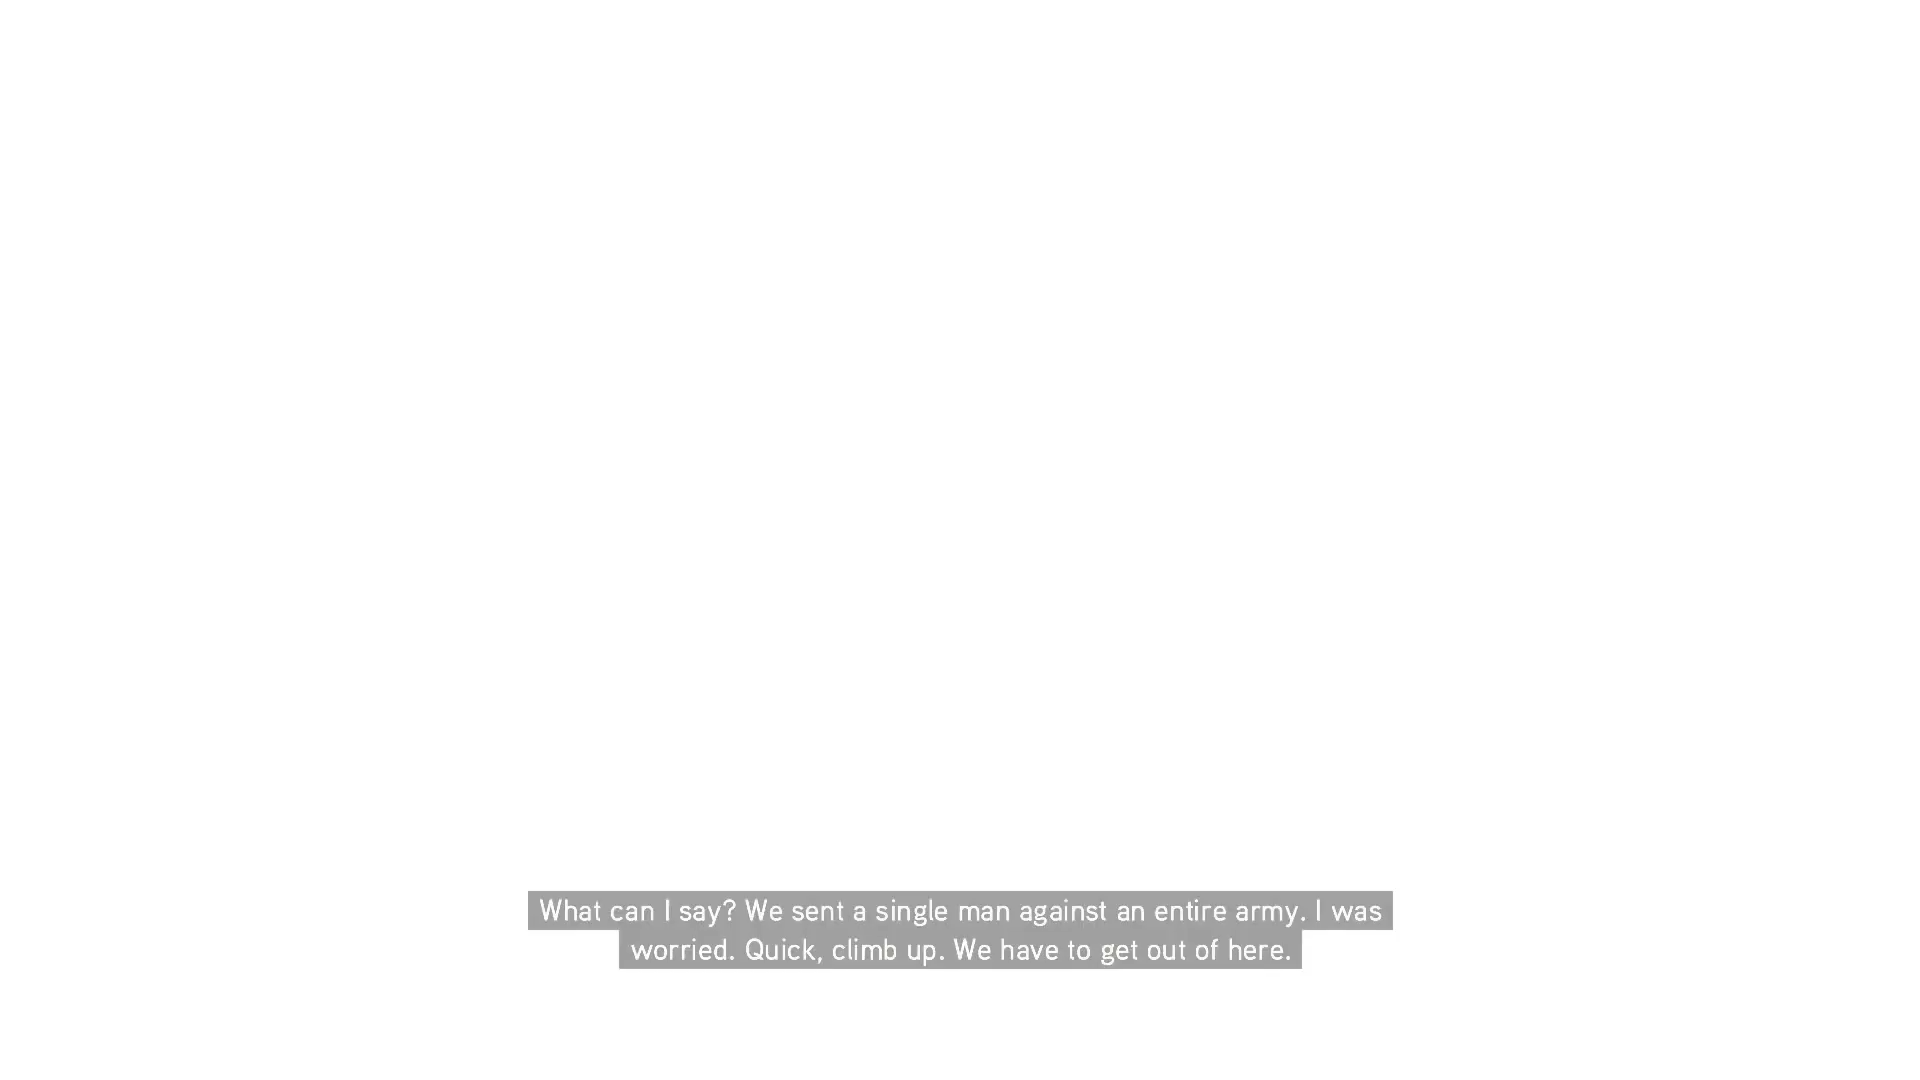 What can I say? We sent a single man against an entire army. I was
worried. Quick, climb up. We have to get out of here.